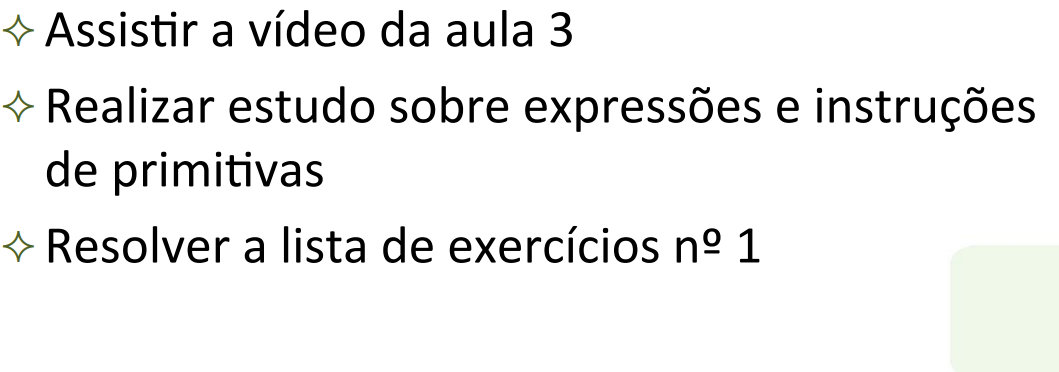 Assistir a vídeo da aula 3
Realizar estudo sobre expressões e instruções
de primitivas
Resolver a lista de exercícios nº 1